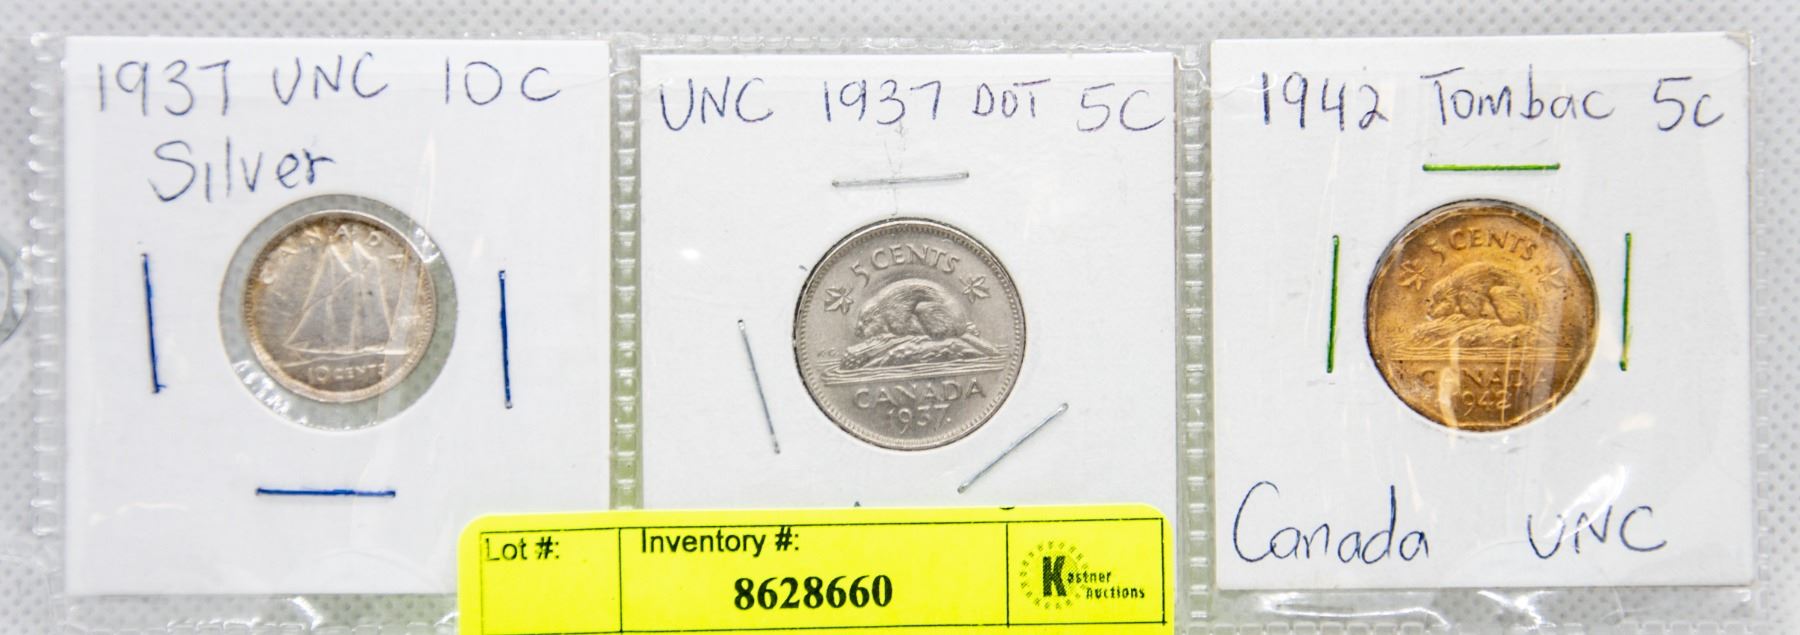 1937 UNC 10C
Silver
CANADA
10 CENTS
UNC 1937 DOT 5C
5 CENTS
K.G
CANADA
1937.
1942 Tombac 5C
5 CENTS
CANADA
1942
Canada UNC
Lot #:
Inventory #:
8628660
Kastner
Auctions